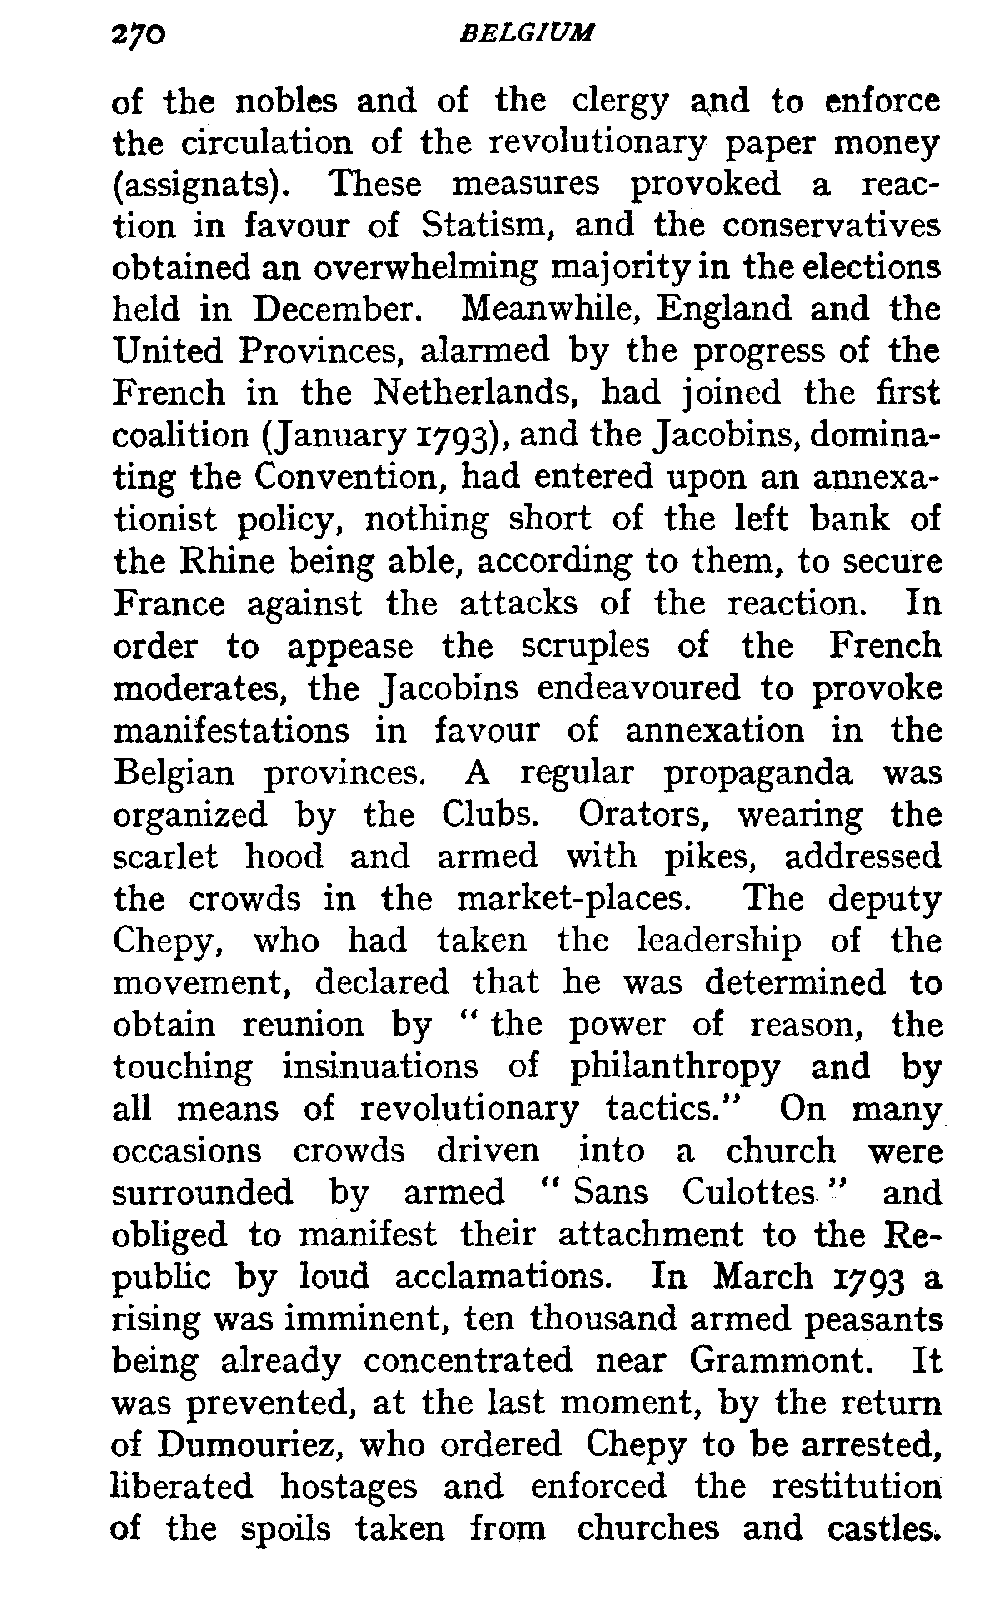 270 BELGIUM
of the nobles and of the clergy and to enforce
the circulation of the revolutionary paper money
(assignats). These measures provoked a reac-
tion in favour of Statism, and the conservatives
obtained an overwhelming majority in the elections
held in December. Meanwhile, England and the
United Provinces, alarmed by the progress of the
French in the Netherlands, had joined the first
coalition (January 1793), and the Jacobins, domina-
ting the Convention, had entered upon an annexa-
tionist policy, nothing short of the left bank of
the Rhine being able, according to them, to secure
France against the attacks of the reaction. In
order to appease the scruples of the French
moderates, the Jacobins endeavoured to provoke
manifestations in favour of annexation in the
Belgian provinces. A regular propaganda was
organized by the Clubs. Orators, wearing the
scarlet hood and armed with pikes, addressed
the crowds in the market-places. The deputy
Chepy, who had taken the leadership of the
movement, declared that he was determined to
obtain reunion by “ the power of reason, the
touching insinuations of philanthropy and by
all means of revolutionary tactics.” On many
occasions crowds driven into a church were
surrounded by armed “ Sans Culottes ” and
obliged to manifest their attachment to the Re-
public by loud acclamations. In March 1793 a
rising was imminent, ten thousand armed peasants
being already concentrated near Grammont. It
was prevented, at the last moment, by the return
of Dumouriez, who ordered Chepy to be arrested,
liberated hostages and enforced the restitution
of the spoils taken from churches and castles.